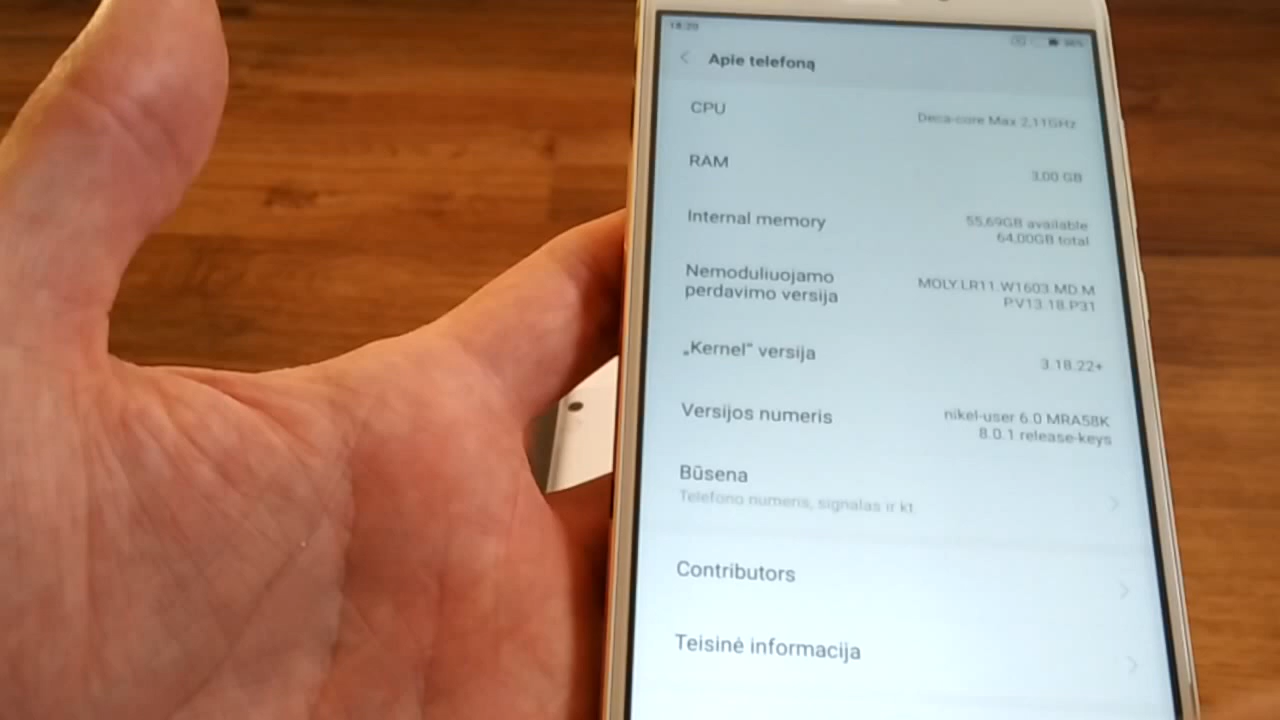 18:20
Apie telefoną
CPU
Deca-core Max 2,11GHz
RAM
3,00 GB
Internal memory
55,69GB available
64,00GB total
Nemoduliuojamo
perdavimo versija
MOLY.LR11.W1603.MD.M
P.V13.18.P31
„Kernel“ versija
3.18.22+
Versijos numeris
nikel-user 6.0 MRA58K
8.0.1 release-keys
Būsena
Telefono numeris, signalas ir kt
Contributors
Teisinė informacija